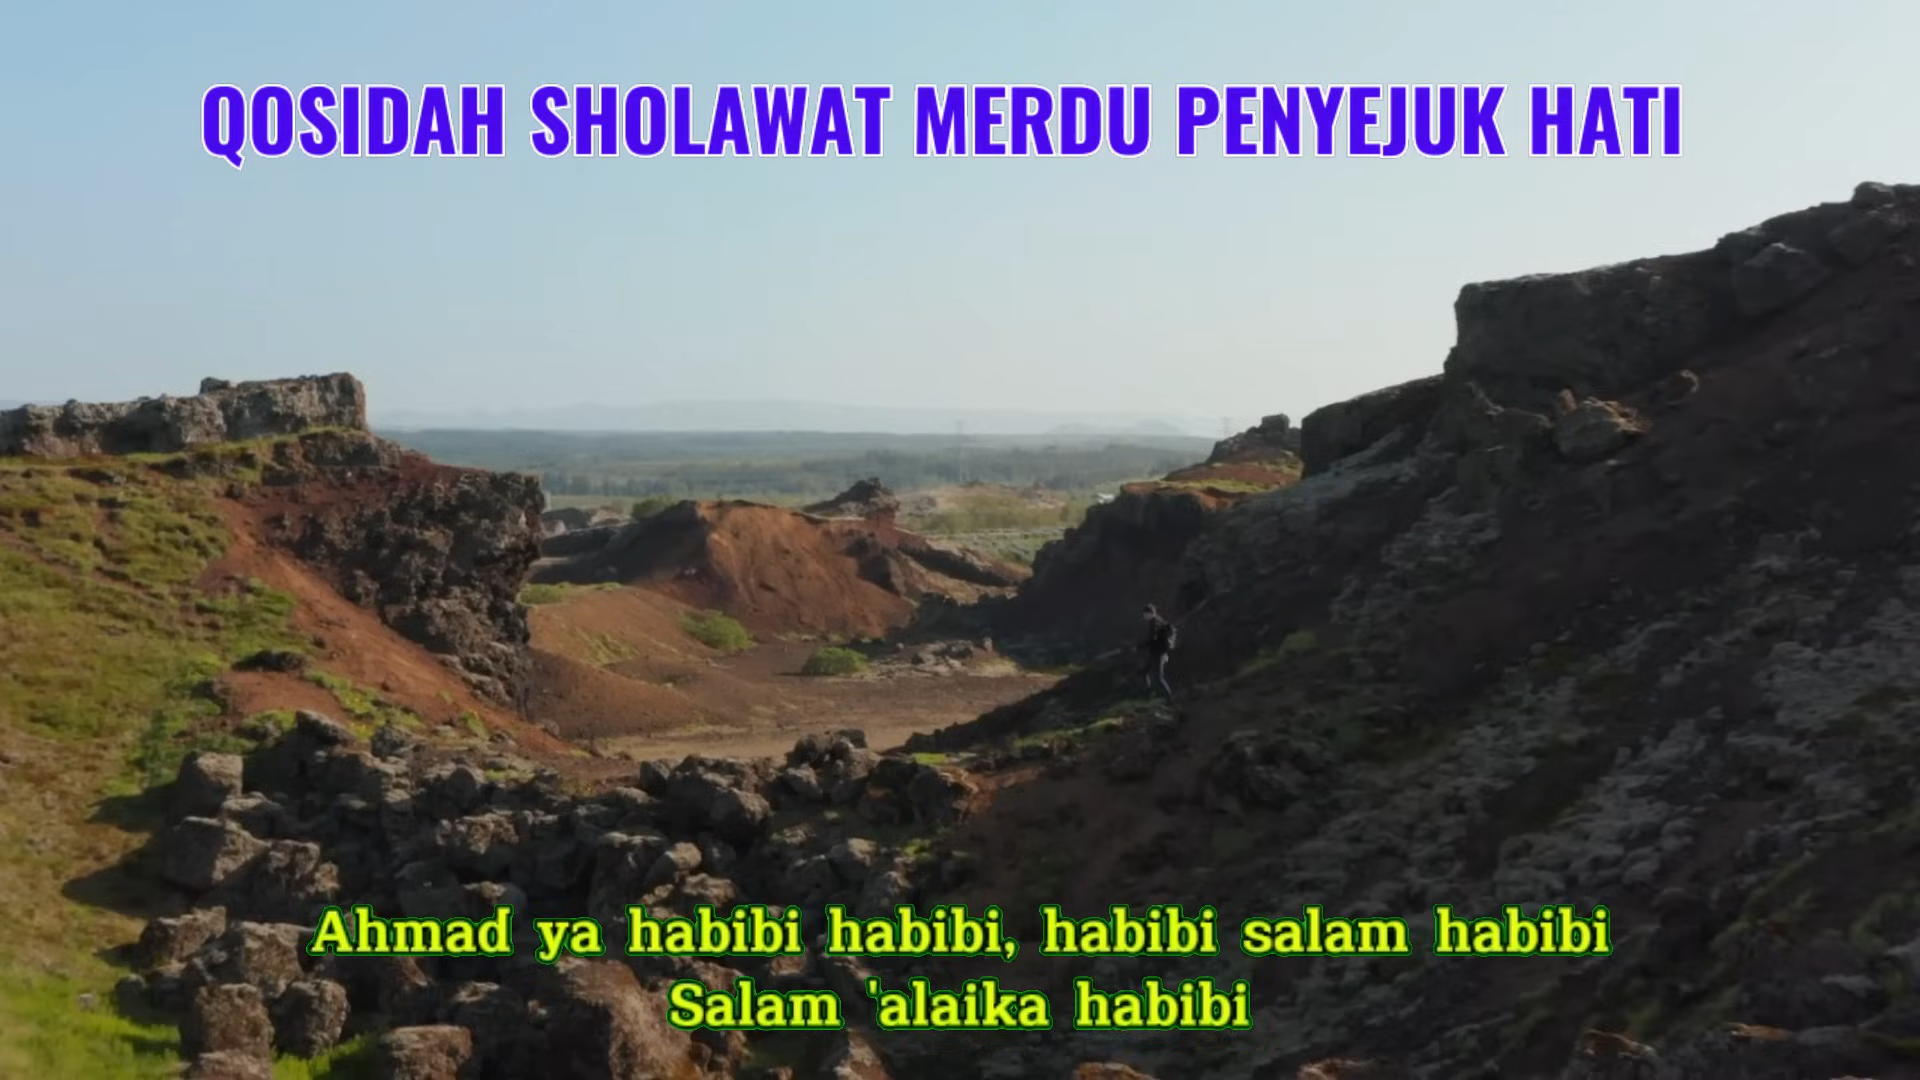 QOSIDAH SHOLAWAT MERDU PENYEJUK HATI
Ahmad ya habibi habibi, habibi salam habibi
Salam 'alaika habibi